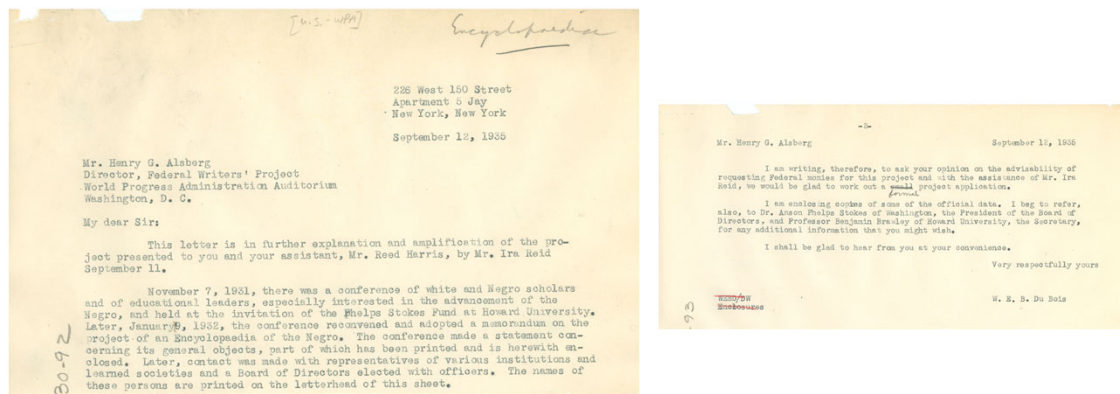 [U.S.-WPA]
Encyclopaediac
226 West 150 Street
Apartment 5 Jay
New York, New York
September 12, 1935
Mr. Henry G. Alsberg
Director, Federal Writers' Project
World Progress Administration Auditorium
Washington, D. C.
My dear Sir:
This letter is in further explanation and amplification of the pro-
ject presented to you and your assistant, Mr. Reed Harris, by Mr. Ira Reid
September 11.
November 7, 1931, there was a conference of white and Negro scholars
and of educational leaders, especially interested in the advancement of the
Negro, and held at the invitation of the Phelps Stokes Fund at Howard University.
Later, January 9, 1932, the conference reconvened and adopted a memorandum on the
project of an Encyclopaedia of the Negro. The conference made a statement con-
cerning its general objects, part of which has been printed and is herewith en-
closed. Later, contact was made with representatives of various institutions and
learned societies and a Board of Directors elected with officers. The names of
these persons are printed on the letterhead of this sheet.
30-92
-2-
Mr. Henry G. Alsberg September 12, 1935
I am writing, therefore, to ask your opinion on the advisability of
requesting Federal monies for this project and with the assistance of Mr. Ira
Reid, we would be glad to work out a small project application.
formal
I am enclosing copies of some of the official data. I beg to refer,
also, to Dr. Anson Phelps Stokes of Washington, the President of the Board of
Directors, and Professor Benjamin Brawley of Howard University, the Secretary,
for any additional information that you might wish.
I shall be glad to hear from you at your convenience.
Very respectfully yours
WEBD/DW
Enclosures
W. E. B. Du Bois
93